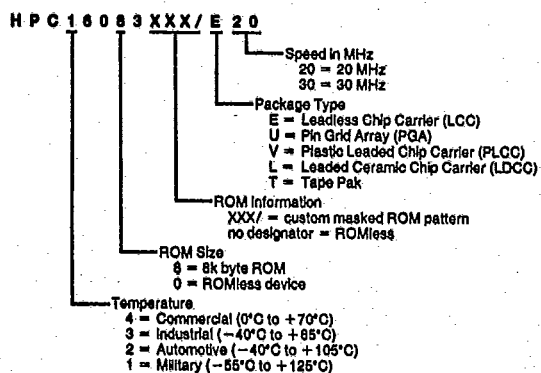 HPC16083XXX/E20
Speed in MHz
20 = 20 MHz
30 = 30 MHz
Package Type
E = Leadless Chip Carrier (LCC)
U = Pin Grid Array (PGA)
V = Plastic Leaded Chip Carrier (PLCC)
L = Leaded Ceramic Chip Carrier (LDCC)
T = Tape Pak
ROM Information
XXX/ = custom masked ROM pattern
no designator = ROMless
ROM Size
8 = 8k byte ROM
0 = ROMless device
Temperature
4 = Commercial (0°C to +70°C)
3 = Industrial (−40°C to +85°C)
2 = Automotive (−40°C to +105°C)
1 = Military (−55°C to +125°C)